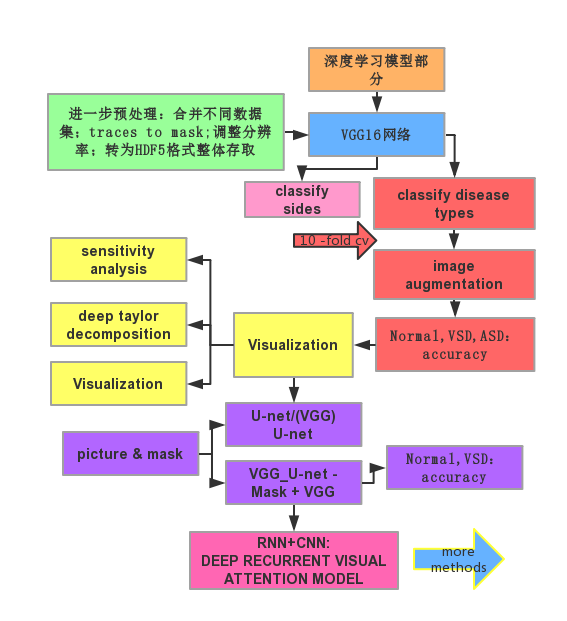 深度学习模型部
分
进一步预处理：合并不同数据
集；traces to mask;调整分辨
率；转为HDF5格式整体存取
VGG16网络
classify
sides
classify disease
types
10 -fold cv
image
augmentation
sensitivity
analysis
deep taylor
decomposition
Visualization
Visualization
Normal,VSD,ASD：
accuracy
U-net/(VGG)
U-net
picture & mask
VGG_U-net -
Mask + VGG
Normal,VSD：
accuracy
RNN+CNN:
DEEP RECURRENT VISUAL
ATTENTION MODEL
more
methods